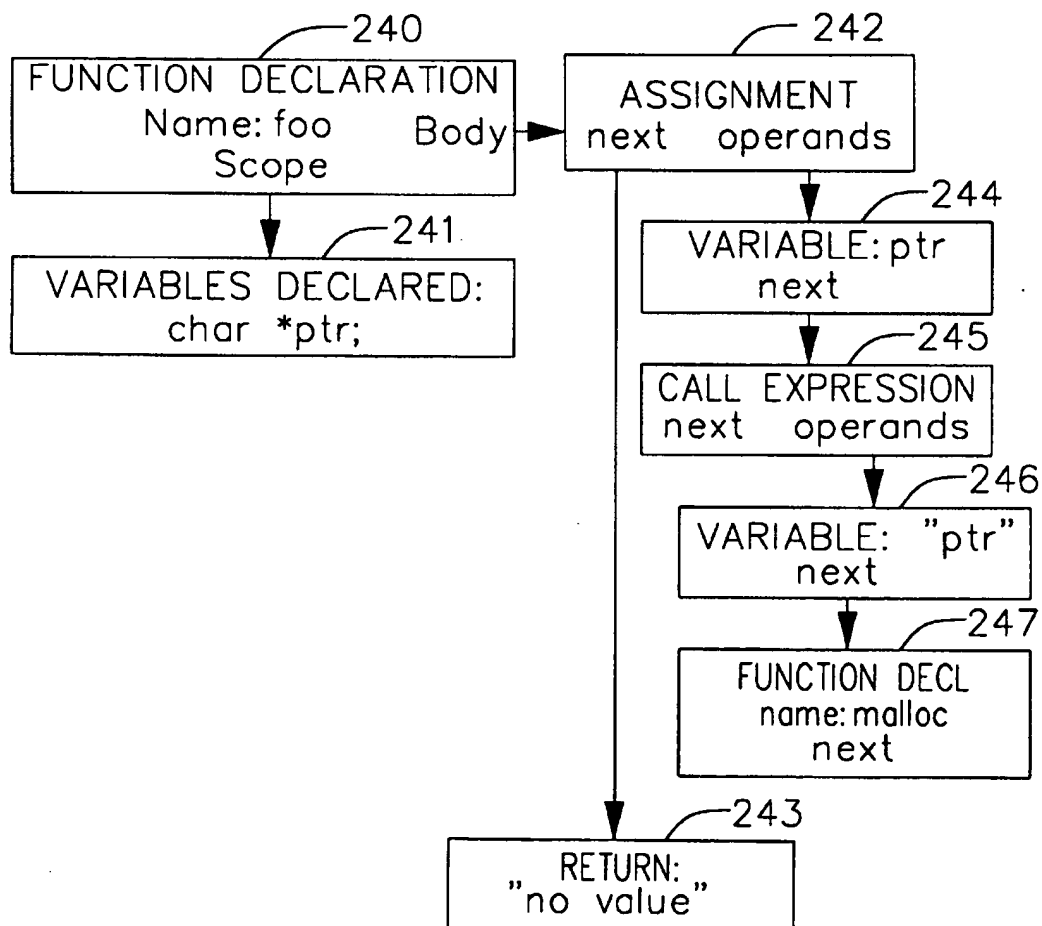 240
FUNCTION DECLARATION
Name: foo Body
Scope
241
VARIABLES DECLARED:
char *ptr;
242
ASSIGNMENT
next operands
244
VARIABLE: ptr
next
245
CALL EXPRESSION
next operands
246
VARIABLE: "ptr"
next
247
FUNCTION DECL
name: malloc
next
243
RETURN:
"no value"